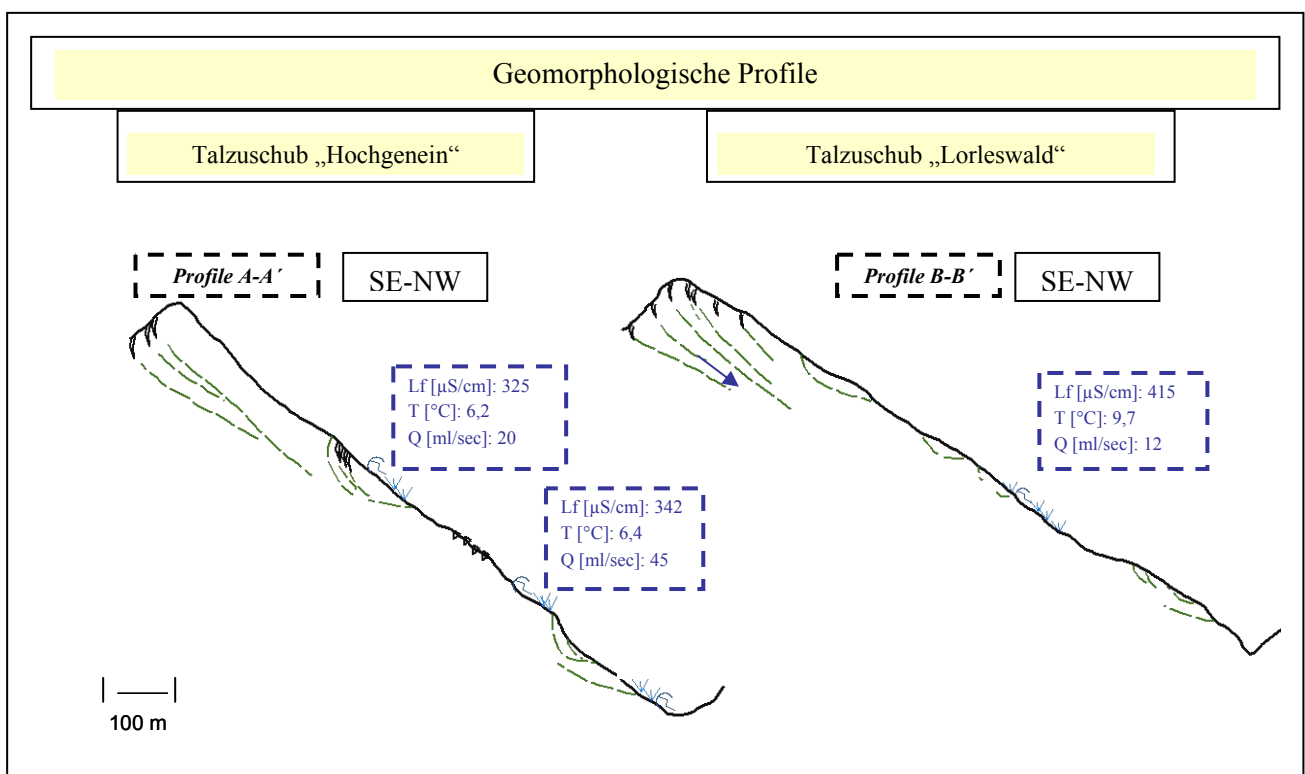 Geomorphologische Profile
Talzuschub „Hochgenein“
Talzuschub „Lorleswald“
Profile A-A´
SE-NW
Profile B-B´
SE-NW
Lf [µS/cm]: 325
T [°C]: 6,2
Q [ml/sec]: 20
Lf [µS/cm]: 415
T [°C]: 9,7
Q [ml/sec]: 12
Lf [µS/cm]: 342
T [°C]: 6,4
Q [ml/sec]: 45
100 m